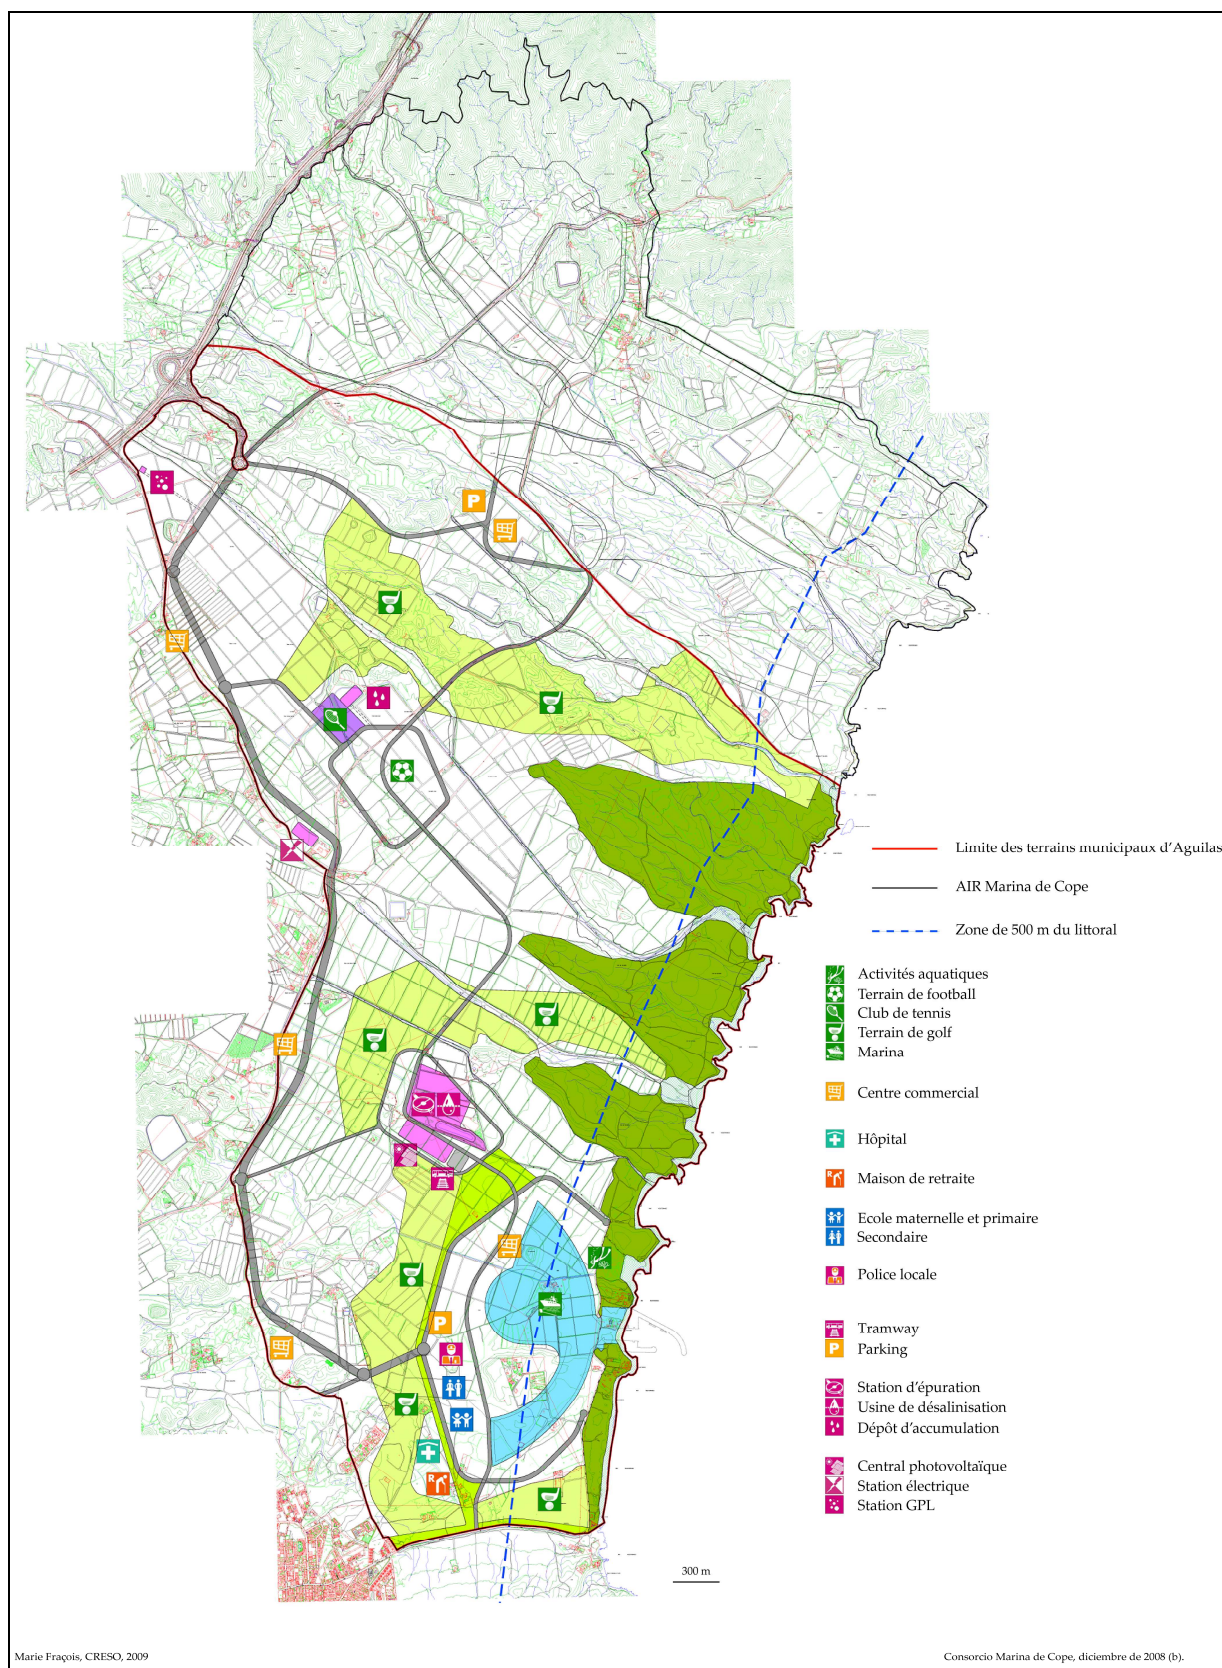 P
P
R
Limite des terrains municipaux d'Aguilas
AIR Marina de Cope
Zone de 500 m du littoral
Activités aquatiques
Terrain de football
Club de tennis
Terrain de golf
Marina
Centre commercial
Hôpital
R
Maison de retraite
Ecole maternelle et primaire
Secondaire
Police locale
Tramway
P Parking
Station d'épuration
Usine de désalinisation
Dépôt d'accumulation
Central photovoltaïque
Station électrique
Station GPL
300 m
Marie Fraçois, CRESO, 2009
Consorcio Marina de Cope, diciembre de 2008 (b).